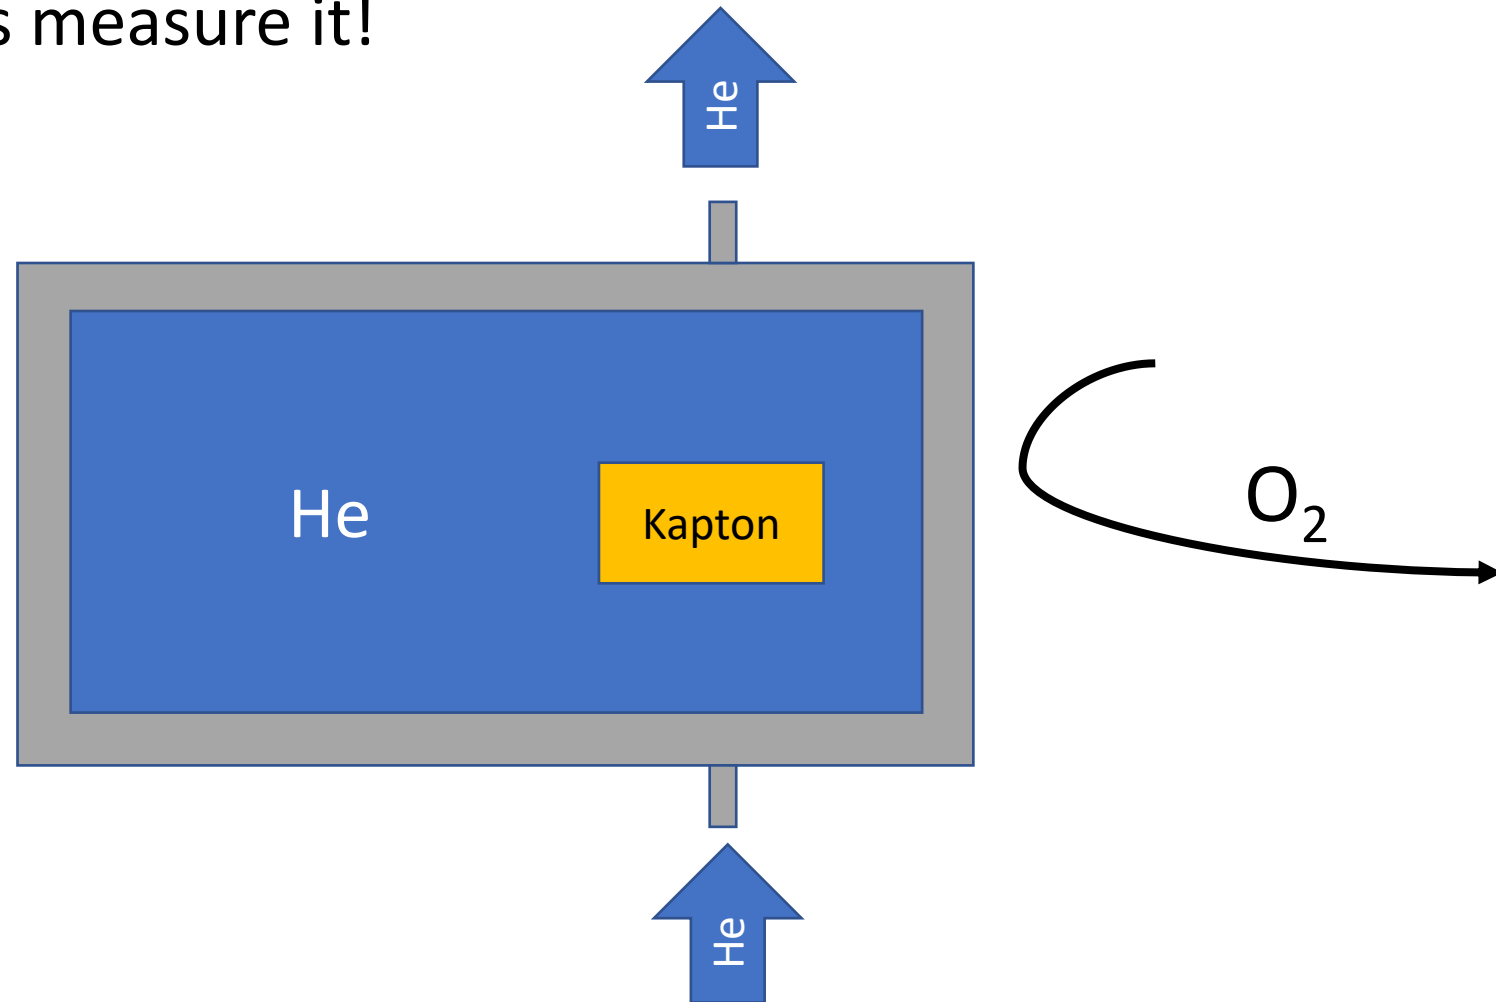 s measure it!
He
He
Kapton
O₂
He